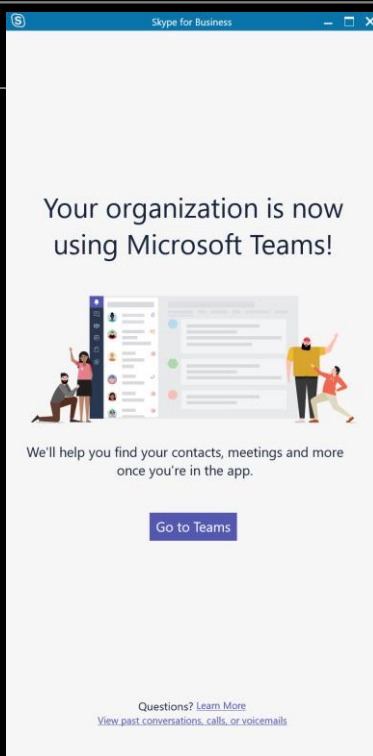 Skype for Business
Your organization is now
using Microsoft Teams!
We'll help you find your contacts, meetings and more
once you're in the app.
Go to Teams
Questions? Learn More
View past conversations, calls, or voicemails